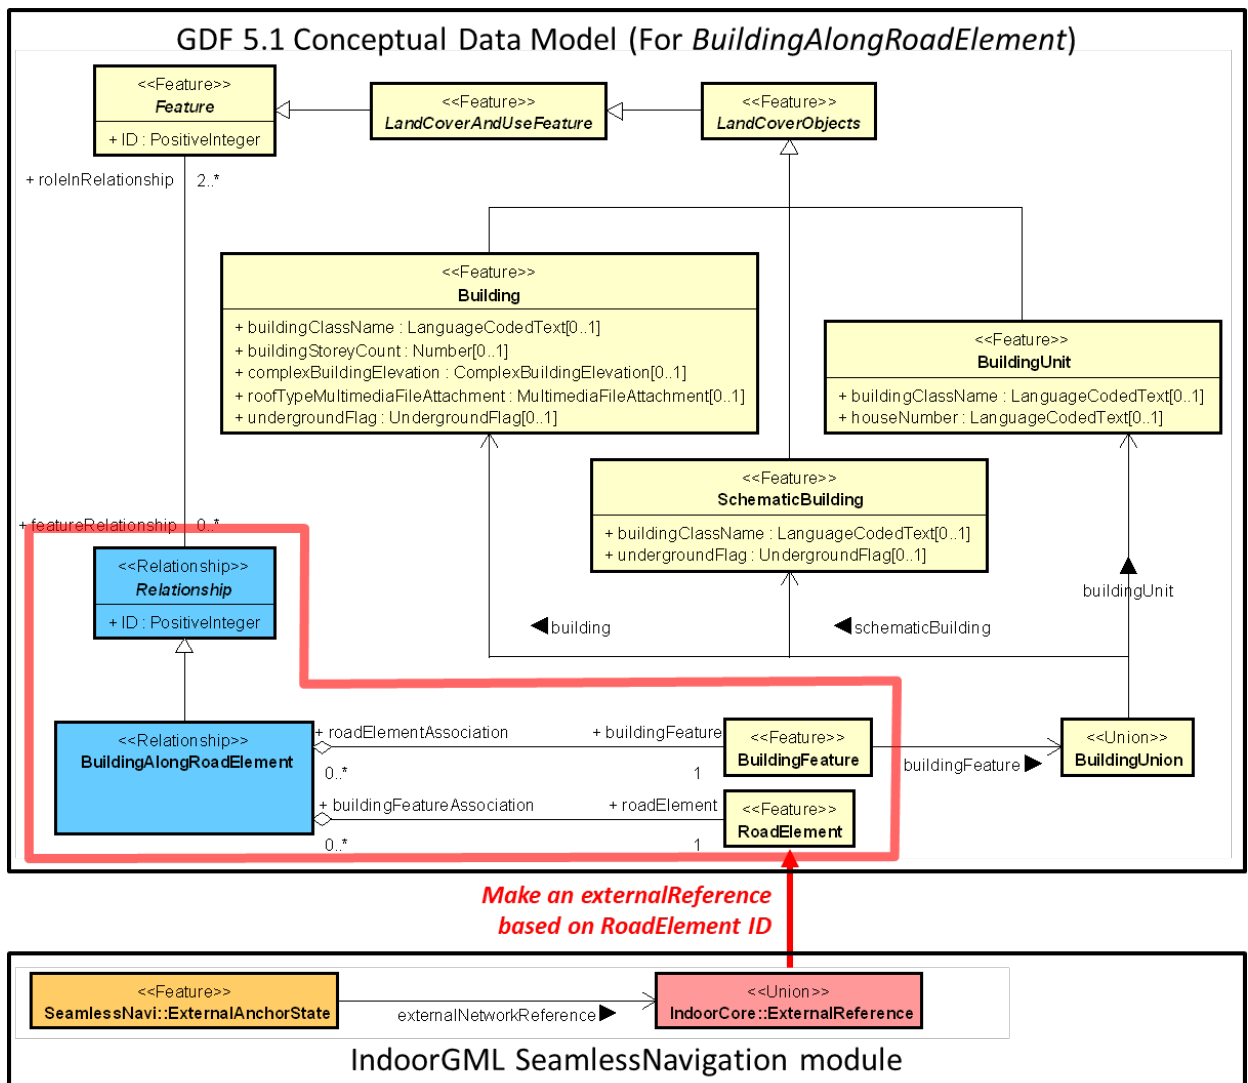 GDF 5.1 Conceptual Data Model (For BuildingAlongRoadElement)
<<Feature>>
Feature
+ ID : PositiveInteger
<<Feature>>
LandCoverAndUseFeature
<<Feature>>
LandCoverObjects
+ roleInRelationship
2..*
<<Feature>>
Building
+ buildingClassName : LanguageCodedText[0..1]
+ buildingStoreyCount : Number[0..1]
+ complexBuildingElevation : ComplexBuildingElevation[0..1]
+ roofTypeMultimediaFileAttachment : MultimediaFileAttachment[0..1]
+ undergroundFlag : UndergroundFlag[0..1]
<<Feature>>
BuildingUnit
+ buildingClassName : LanguageCodedText[0..1]
+ houseNumber : LanguageCodedText[0..1]
<<Feature>>
SchematicBuilding
+ buildingClassName : LanguageCodedText[0..1]
+ undergroundFlag : UndergroundFlag[0..1]
+ featureRelationship
0..*
<<Relationship>>
Relationship
+ ID : PositiveInteger
buildingUnit
building
schematicBuilding
<<Relationship>>
BuildingAlongRoadElement
+ roadElementAssociation
0..*
+ buildingFeature
1
<<Feature>>
BuildingFeature
buildingFeature
<<Union>>
BuildingUnion
+ buildingFeatureAssociation
0..*
+ roadElement
1
<<Feature>>
RoadElement
Make an externalReference
based on RoadElement ID
<<Feature>>
SeamlessNavi::ExternalAnchorState
externalNetworkReference
<<Union>>
IndoorCore::ExternalReference
IndoorGML SeamlessNavigation module